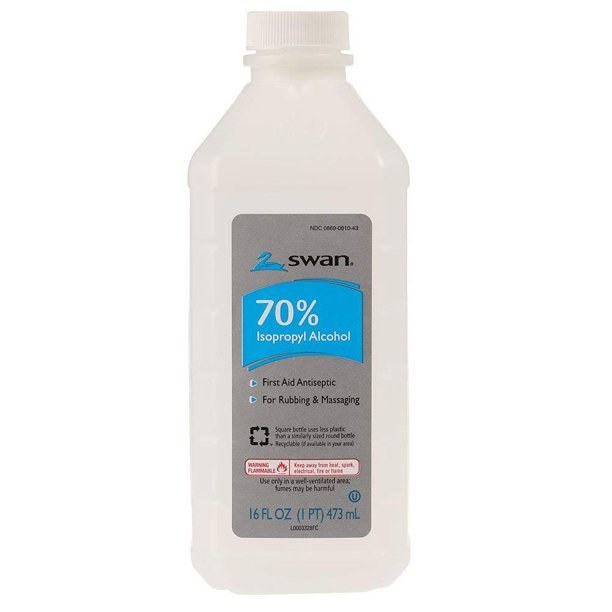 NDC 0869-0810-43
swan®
70%
Isopropyl Alcohol
First Aid Antiseptic
For Rubbing & Massaging
Square bottle uses less plastic
than a similarly sized round bottle.
Recyclable (if available in your area)
WARNING
FLAMMABLE
Keep away from heat, spark,
electrical, fire or flame
Use only in a well-ventilated area;
fumes may be harmful
U
16 FL OZ (1 PT) 473 mL